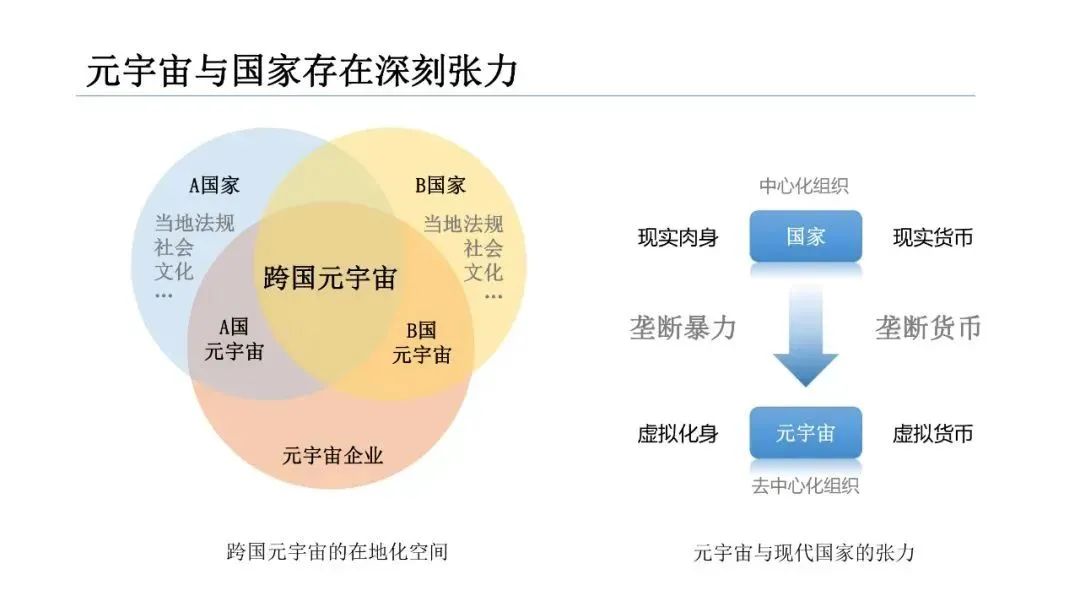 元宇宙与国家存在深刻张力
A国家
当地法规
社会
文化
...
B国家
当地法规
社会
文化
...
跨国元宇宙
A国
元宇宙
B国
元宇宙
元宇宙企业
跨国元宇宙的在地化空间
中心化组织
现实肉身
国家
现实货币
垄断暴力
垄断货币
虚拟化身
元宇宙
虚拟货币
去中心化组织
元宇宙与现代国家的张力